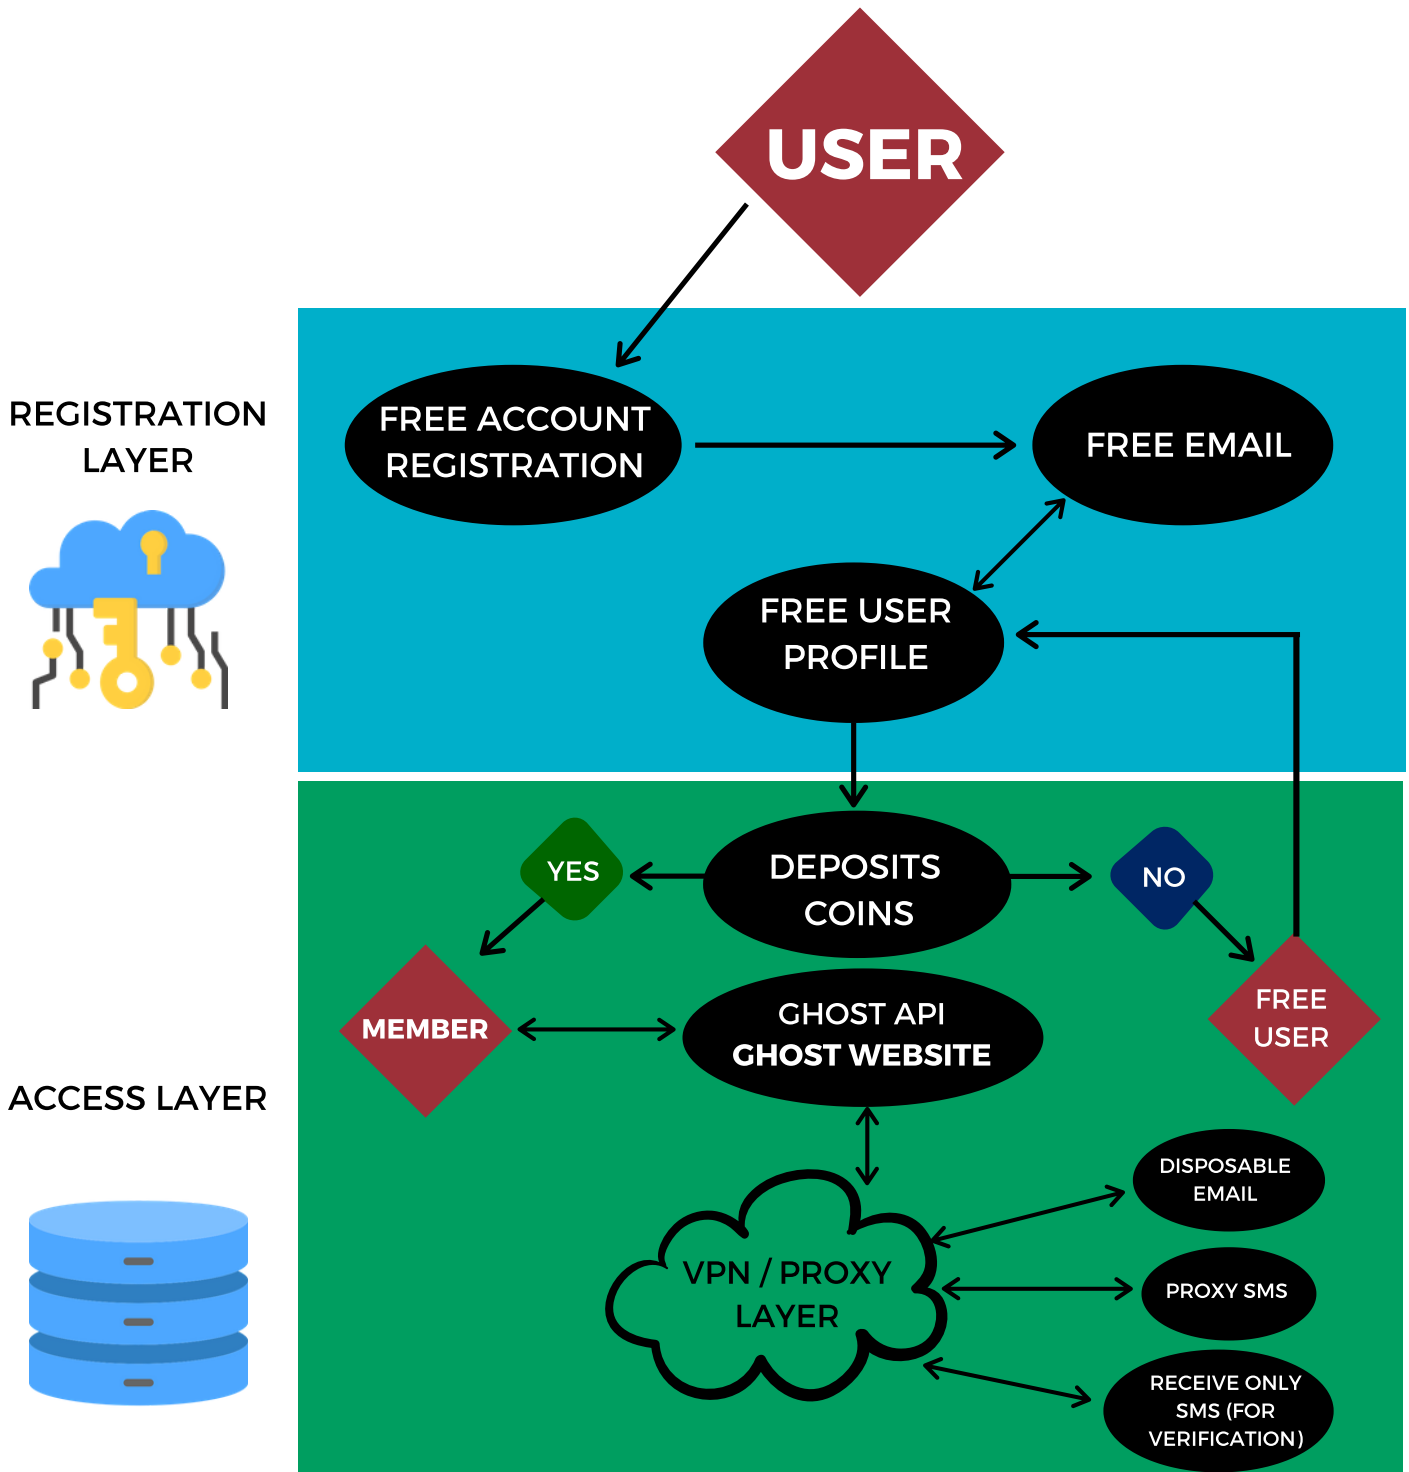 USER
REGISTRATION
LAYER
FREE ACCOUNT
REGISTRATION
FREE EMAIL
FREE USER
PROFILE
DEPOSITS
COINS
YES
NO
MEMBER
GHOST API
GHOST WEBSITE
FREE
USER
ACCESS LAYER
VPN / PROXY
LAYER
DISPOSABLE
EMAIL
PROXY SMS
RECEIVE ONLY
SMS (FOR
VERIFICATION)